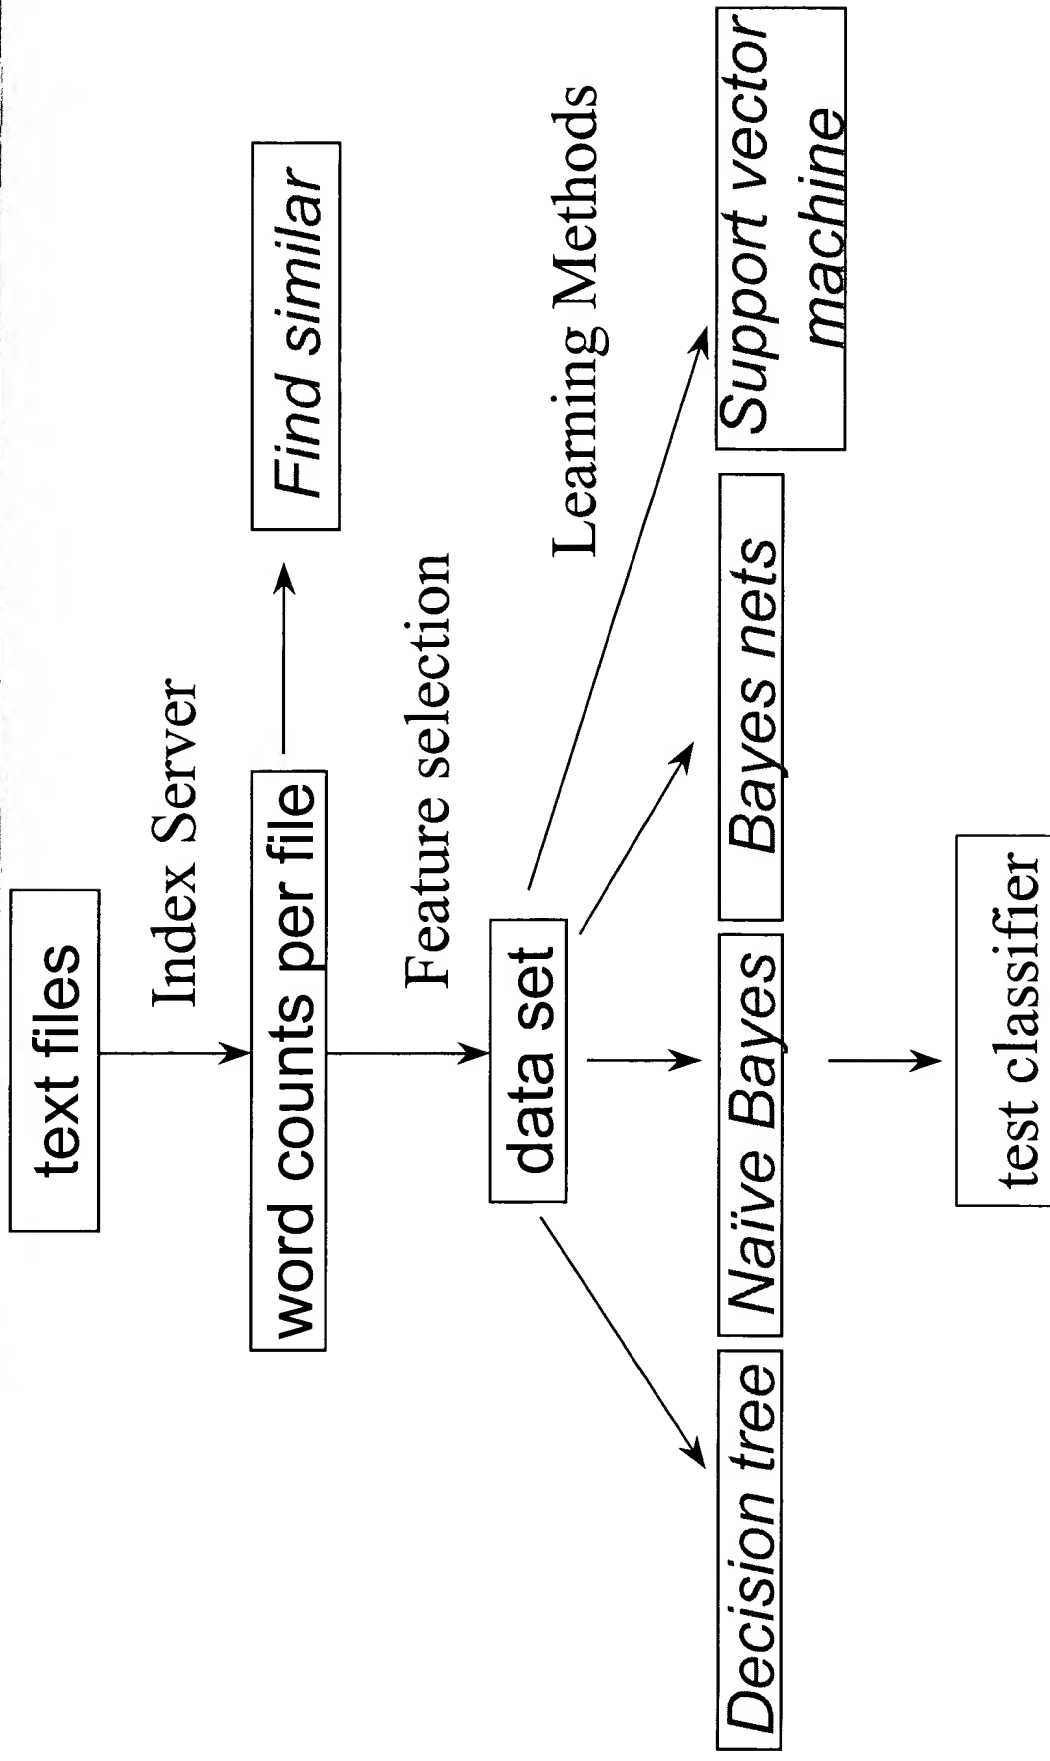 text files
Index Server
word counts per file
Find similar
Feature selection
data set
Learning Methods
Decision tree
Naïve Bayes
Bayes nets
Support vector
machine
test classifier